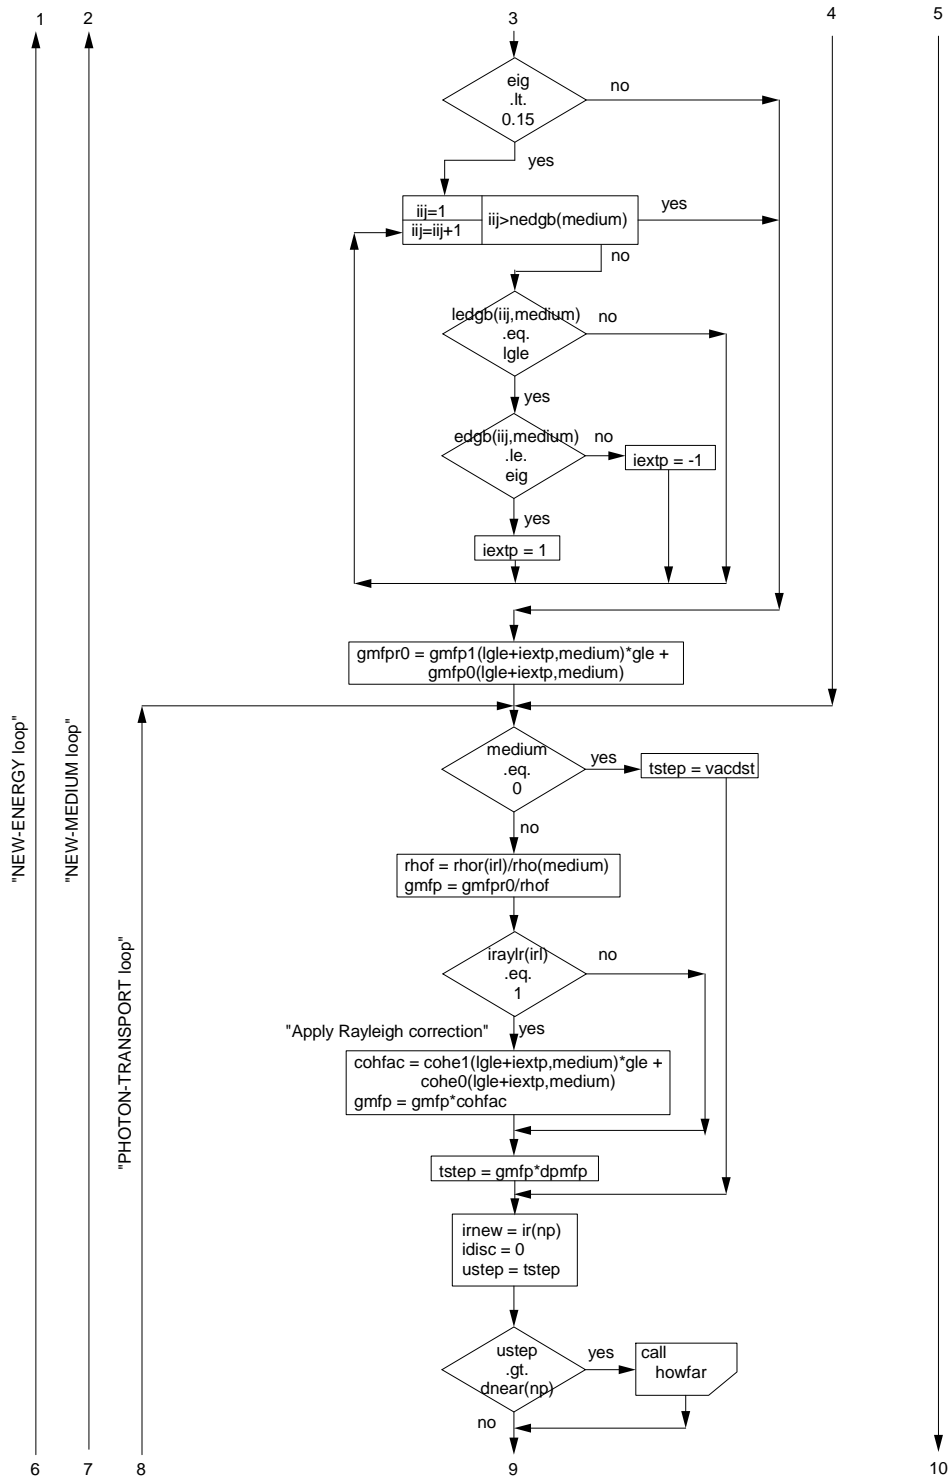 1
2
3
4
5
eig
.lt.
0.15
no
yes
iij=1
iij=iij+1
iij>nedgb(medium)
yes
no
ledgb(iij,medium)
.eq.
lgle
no
yes
edgb(iij,medium)
.le.
eig
no
iextp = -1
yes
iextp = 1
gmfpr0 = gmfp1(lgle+iextp,medium)*gle +
gmfp0(lgle+iextp,medium)
"NEW-ENERGY loop"
"NEW-MEDIUM loop"
"PHOTON-TRANSPORT loop"
medium
.eq.
0
yes
tstep = vacdst
no
rhof = rhor(irl)/rho(medium)
gmfp = gmfpr0/rhof
iraylr(irl)
.eq.
1
no
"Apply Rayleigh correction"
yes
cohfac = cohe1(lgle+iextp,medium)*gle +
cohe0(lgle+iextp,medium)
gmfp = gmfp*cohfac
tstep = gmfp*dpmfp
irnew = ir(np)
idisc = 0
ustep = tstep
ustep
.gt.
dnear(np)
yes
call
howfar
no
6
7
8
9
10